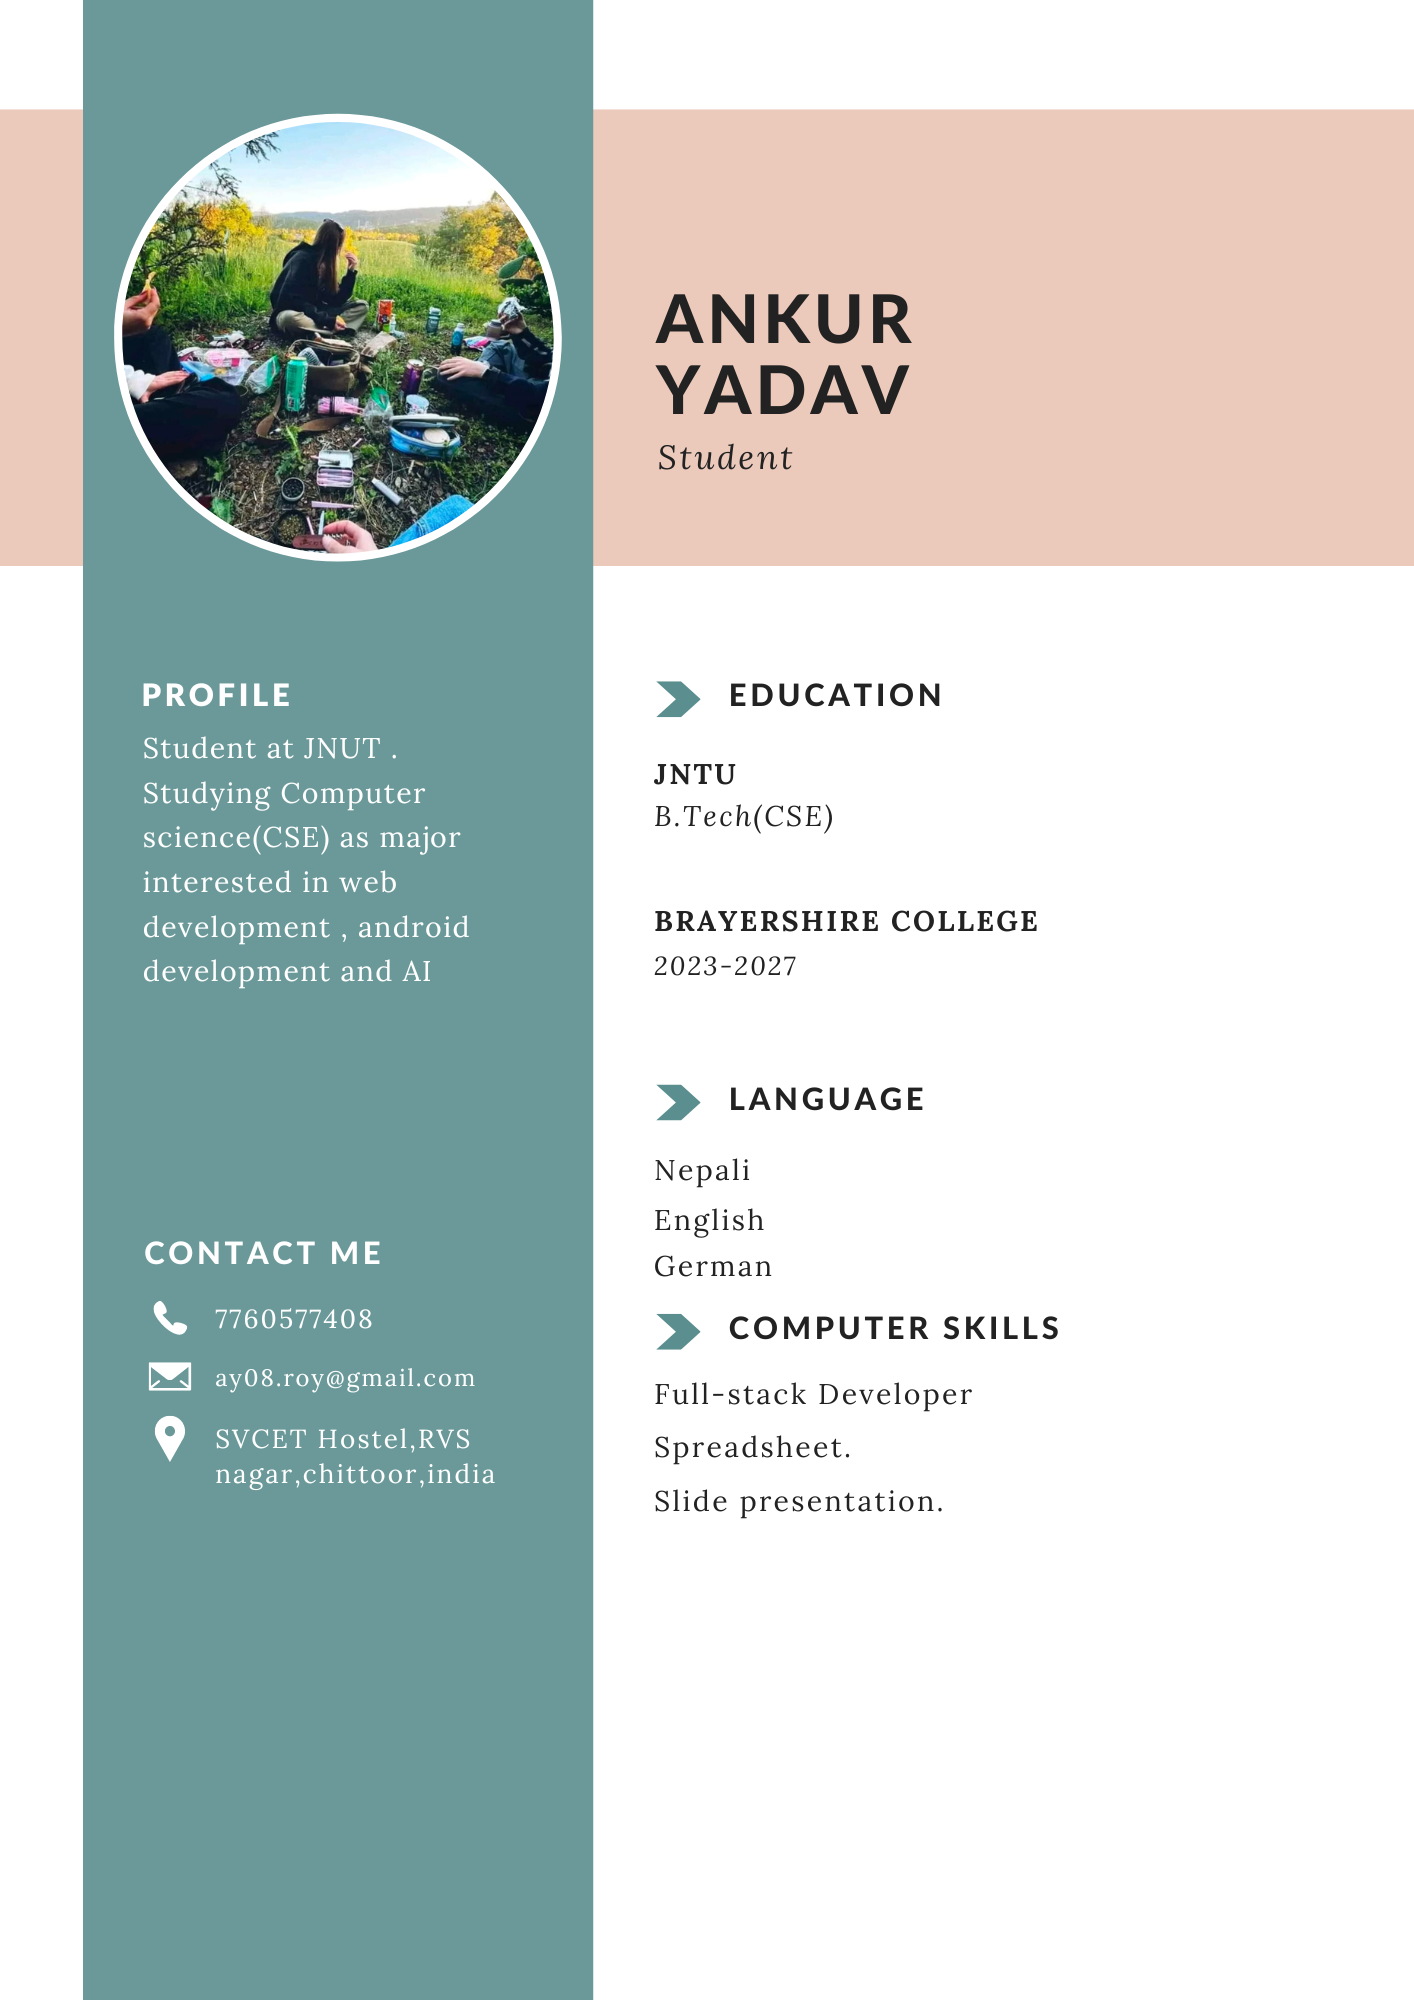 ANKUR
YADAV
Student
PROFILE
Student at JNUT .
Studying Computer
science(CSE) as major
interested in web
development , android
development and AI
CONTACT ME
7760577408
ay08.roy@gmail.com
SVCET Hostel,RVS
nagar,chittoor,india
EDUCATION
JNTU
B.Tech(CSE)
BRAYERSHIRE COLLEGE
2023-2027
LANGUAGE
Nepali
English
German
COMPUTER SKILLS
Full-stack Developer
Spreadsheet.
Slide presentation.